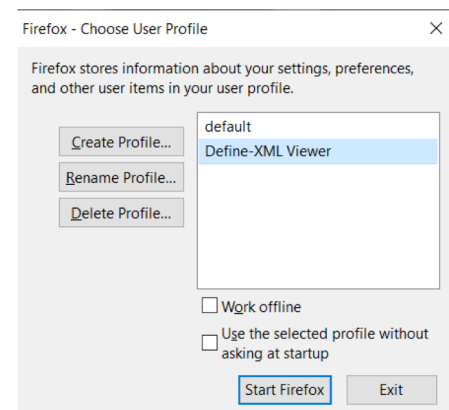 Firefox - Choose User Profile
Firefox stores information about your settings, preferences,
and other user items in your user profile.
Create Profile...
Rename Profile...
Delete Profile...
default
Define-XML Viewer
Work offline
Use the selected profile without
asking at startup
Start Firefox
Exit